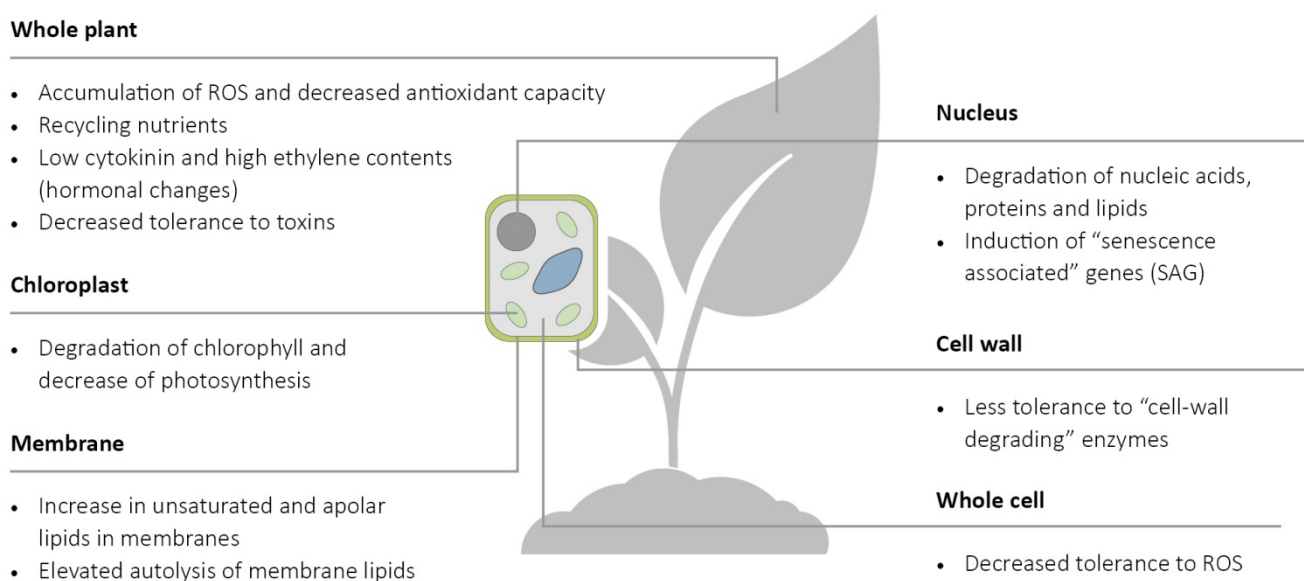 Whole plant
• Accumulation of ROS and decreased antioxidant capacity
• Recycling nutrients
• Low cytokinin and high ethylene contents
(hormonal changes)
• Decreased tolerance to toxins
Chloroplast
• Degradation of chlorophyll and
decrease of photosynthesis
Membrane
• Increase in unsaturated and apolar
lipids in membranes
• Elevated autolysis of membrane lipids
Nucleus
• Degradation of nucleic acids,
proteins and lipids
• Induction of “senescence
associated” genes (SAG)
Cell wall
• Less tolerance to “cell-wall
degrading” enzymes
Whole cell
• Decreased tolerance to ROS